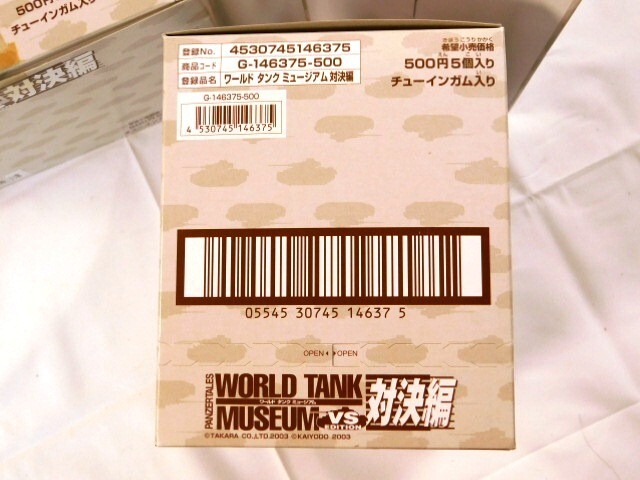 500円
チューインガム入り
対決編
登録No. 4530745146375
商品コード G-146375-500
登録品名 ワールド タンク ミュージアム 対決編
G-146375-500
4 530745 146375
きぼうこうりかかく
希望小売価格
えん こい
500円5個入り
い
チューインガム入り
05545 30745 14637 5
OPEN OPEN
PANZERTALES
WORLD TANK
ワールド タンク ミュージアム
MUSEUM VS EDITION 対決編
©TAKARA CO.,LTD.2003 ©KAIYODO 2003